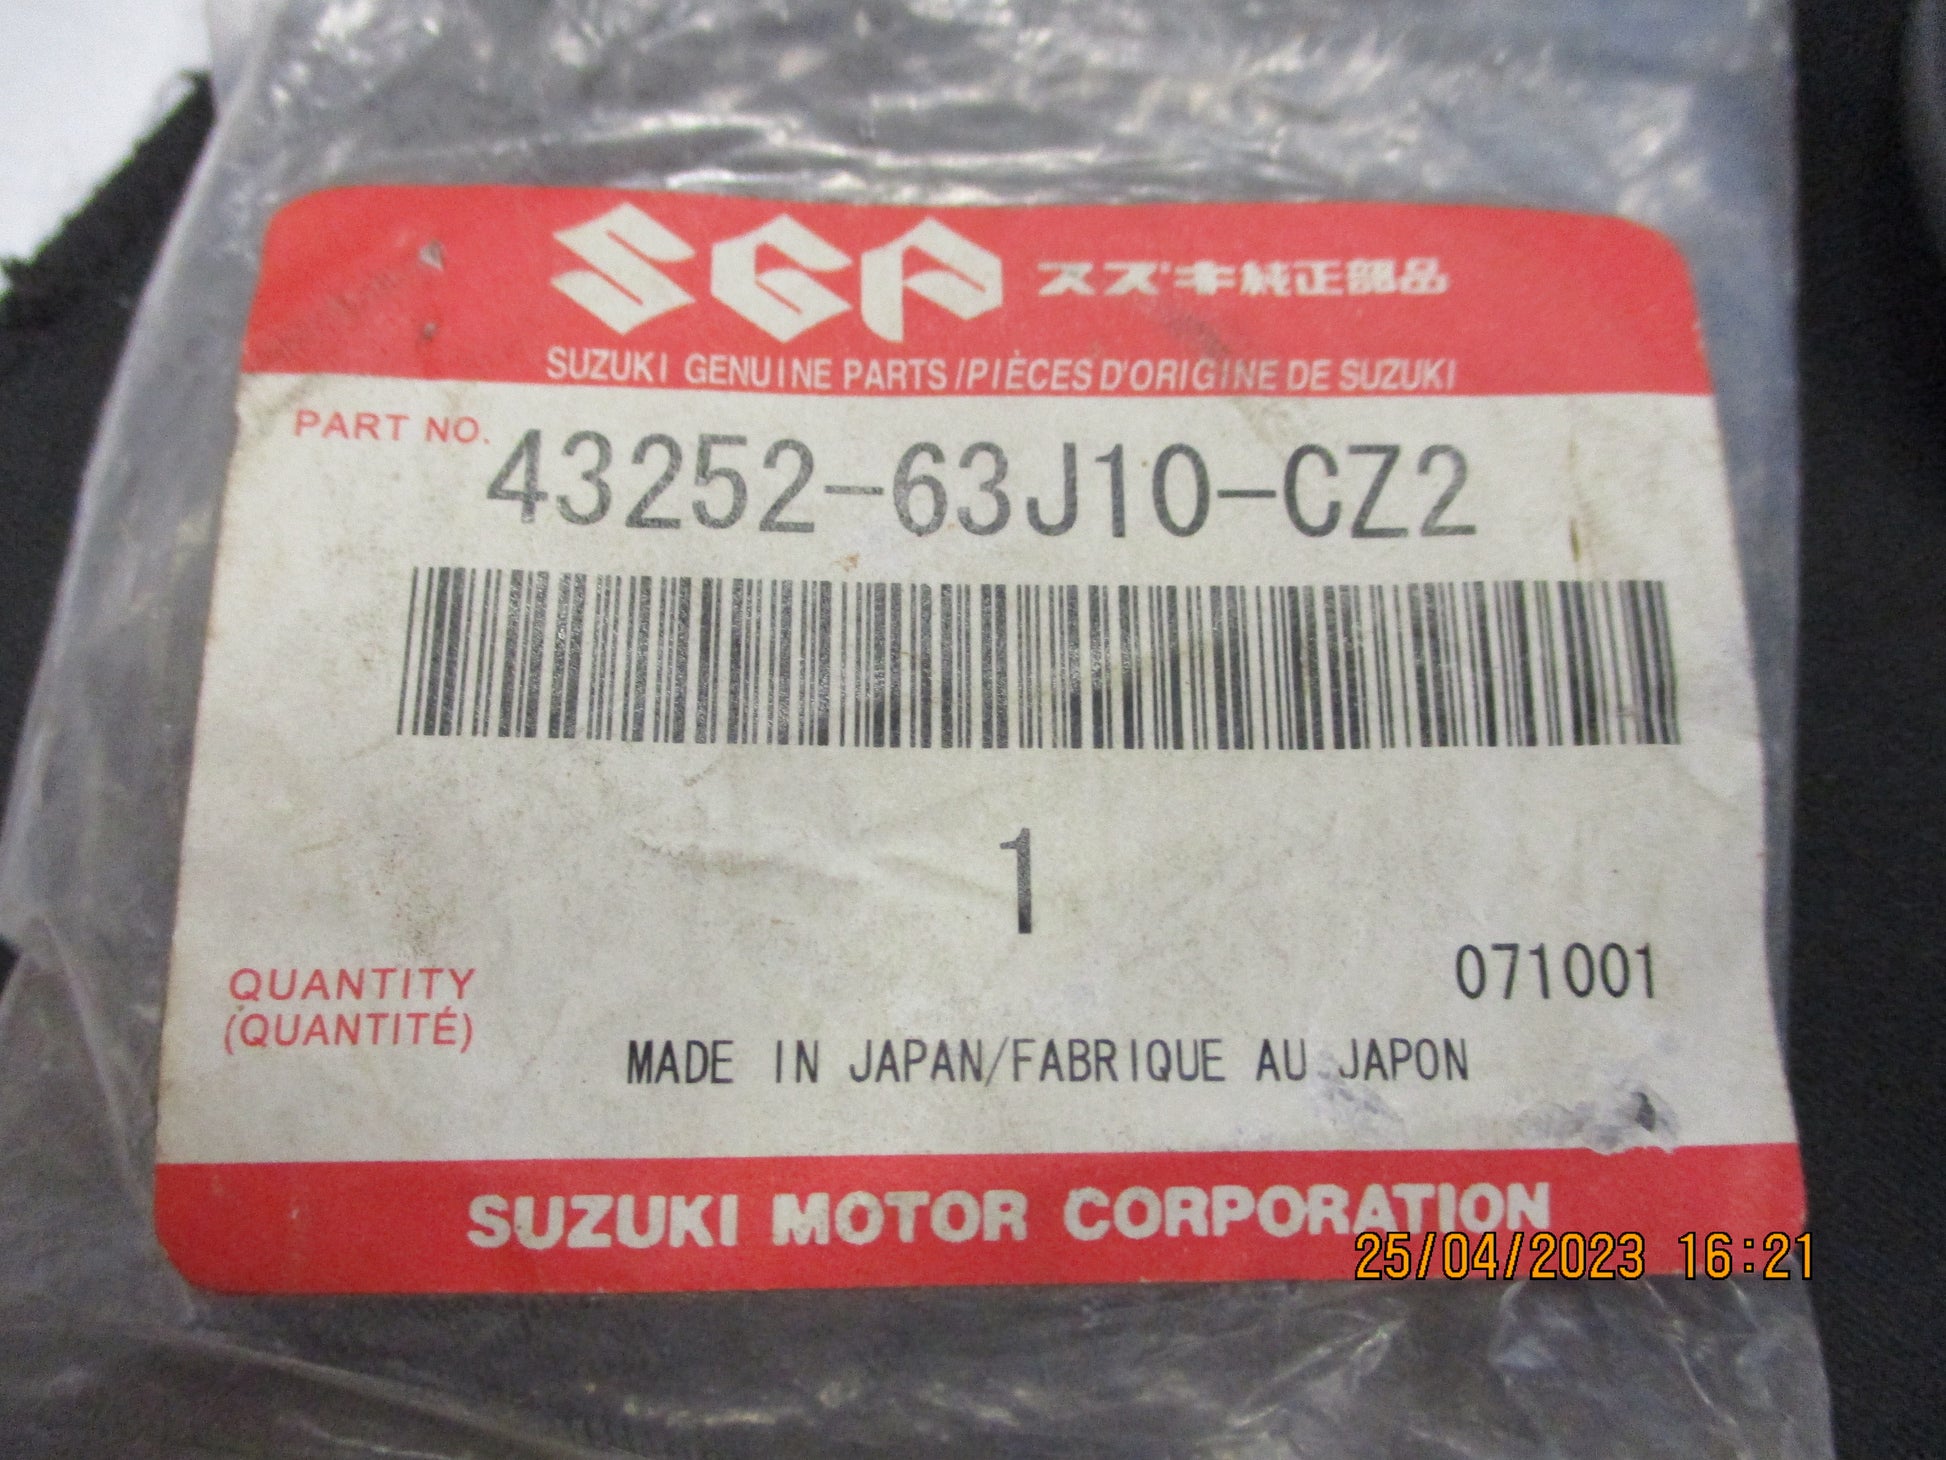 SGP スズキ純正部品
SUZUKI GENUINE PARTS/PIÈCES D'ORIGINE DE SUZUKI
PART NO. 43252-63J10-CZ2
1
071001
QUANTITY
(QUANTITÉ)
MADE IN JAPAN/FABRIQUE AU JAPON
SUZUKI MOTOR CORPORATION
25/04/2023 16:21